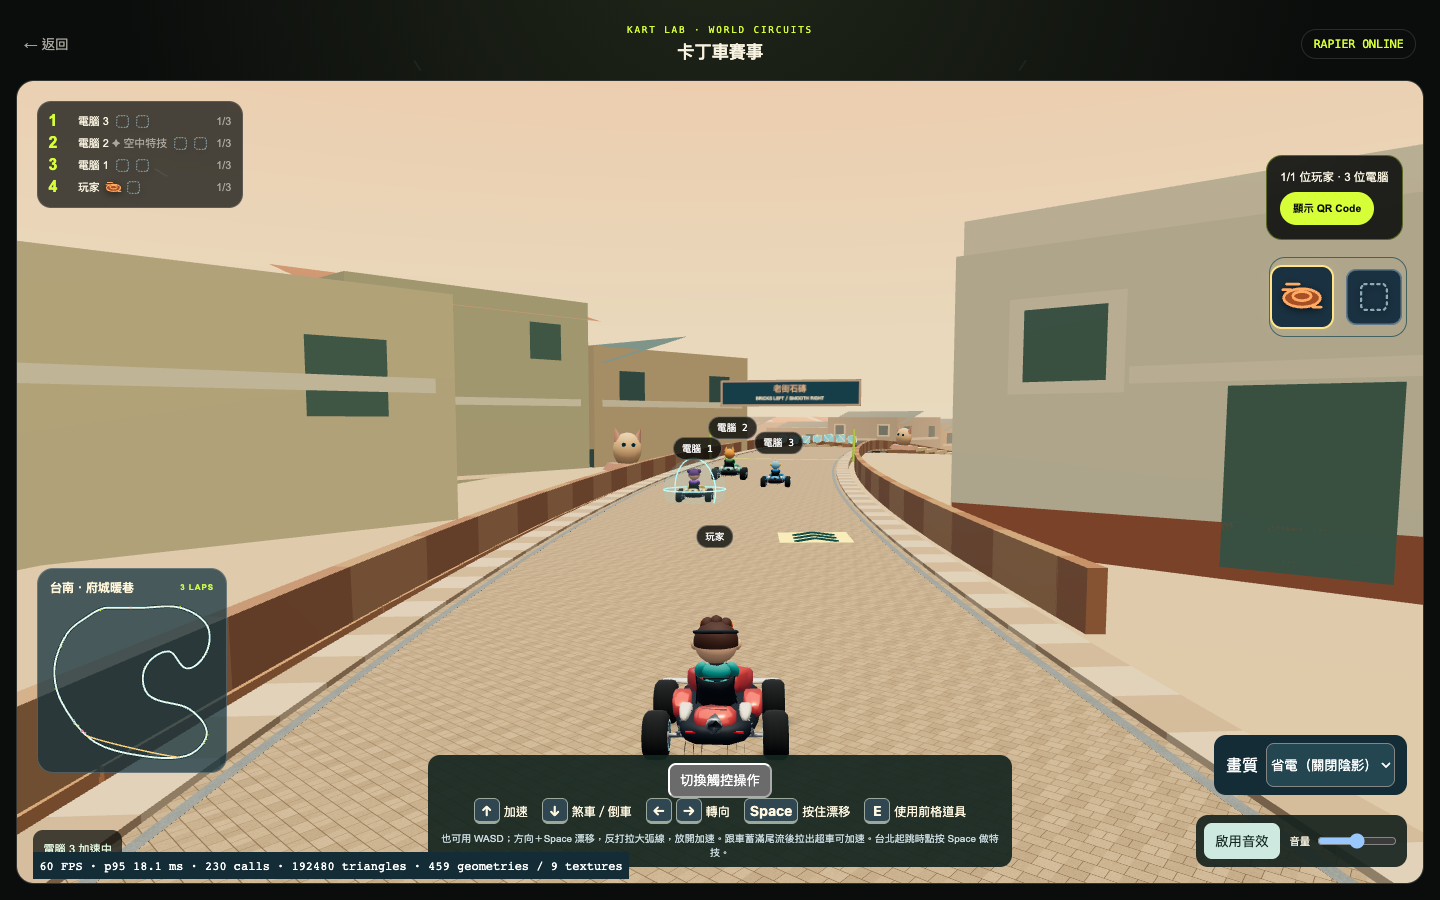 ← 返回
KART LAB · WORLD CIRCUITS
卡丁車賽事
RAPIER ONLINE
1 電腦 3 1/3
2 電腦 2 ✦ 空中特技 1/3
3 電腦 1 1/3
4 玩家 1/3
1/1 位玩家 · 3 位電腦
顯示 QR Code
老街石磚
BRICKS LEFT / SMOOTH RIGHT
電腦 2
電腦 1
電腦 3
玩家
台南 · 府城暖巷 3 LAPS
畫質 省電（關閉陰影）
切換觸控操作
↑ 加速 ↓ 煞車 / 倒車 ← → 轉向 Space 按住漂移 E 使用前格道具
也可用 WASD；方向＋Space 漂移，反打拉大弧線，放開加速。跟車蓄滿尾流後拉出超車可加速。台北起跳時點按 Space 做特
技。
啟用音效 音量
電腦 3 加速中
60 FPS · p95 18.1 ms · 230 calls · 192480 triangles · 459 geometries / 9 textures